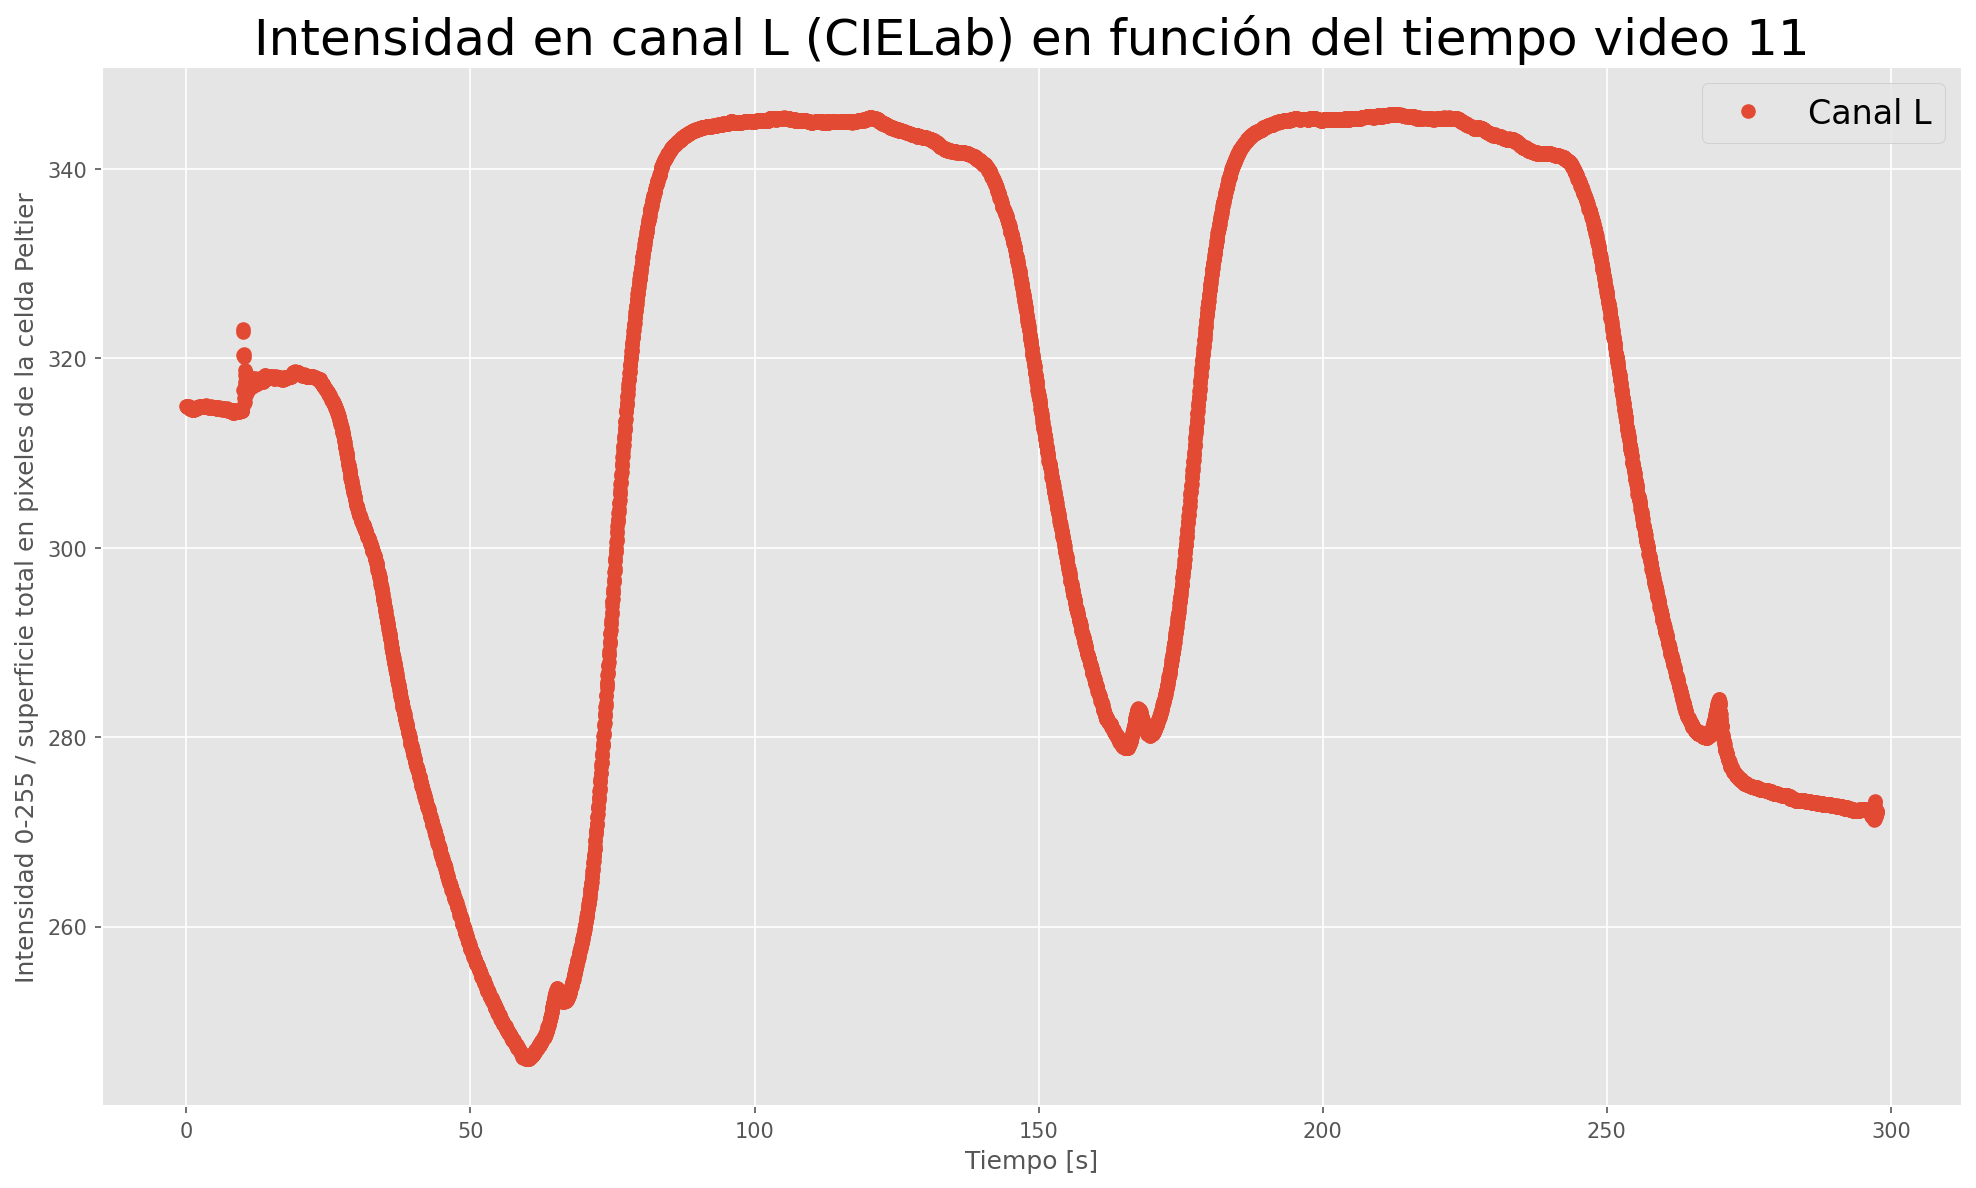 Intensidad en canal L (CIELab) en función del tiempo video 11
Canal L
Intensidad 0-255 / superficie total en pixeles de la celda Peltier
340
320
300
280
260
0 50 100 150 200 250 300
Tiempo [s]